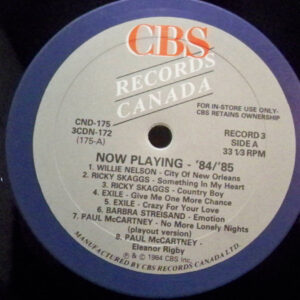 CBS
RECORDS
CANADA
CND-175
3CDN-172
(175-A)
FOR IN-STORE USE ONLY-
CBS RETAINS OWNERSHIP
RECORD 3
SIDE A
33 1/3 RPM
NOW PLAYING - '84/'85
1. WILLIE NELSON - City Of New Orleans
2. RICKY SKAGGS - Something In My Heart
3. RICKY SKAGGS - Country Boy
4. EXILE - Give Me One More Chance
5. EXILE - Crazy For Your Love
6. BARBRA STREISAND - Emotion
7. PAUL McCARTNEY - No More Lonely Nights
(playout version)
8. PAUL McCARTNEY -
Eleanor Rigby
℗ & © 1984 CBS INC.
MANUFACTURED BY CBS RECORDS CANADA LTD.